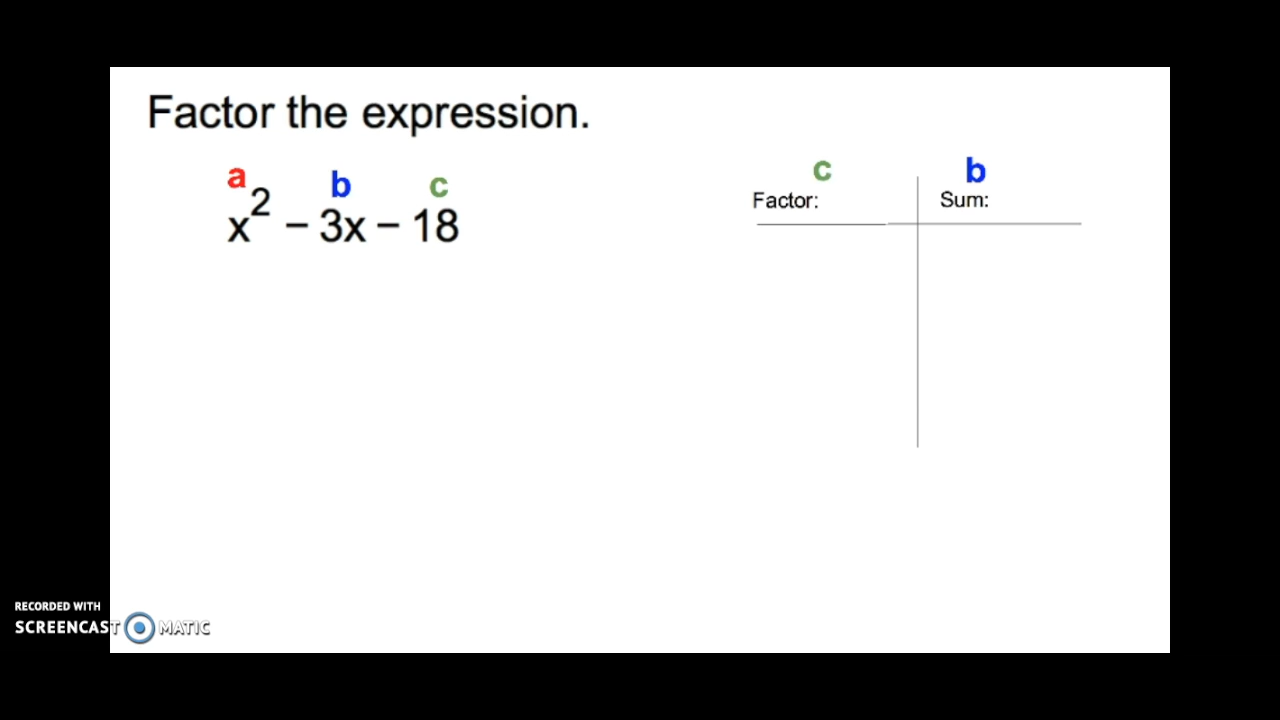 Factor the expression.
a b c
x² − 3x − 18
c b
Factor: Sum:
RECORDED WITH
SCREENCAST MATIC